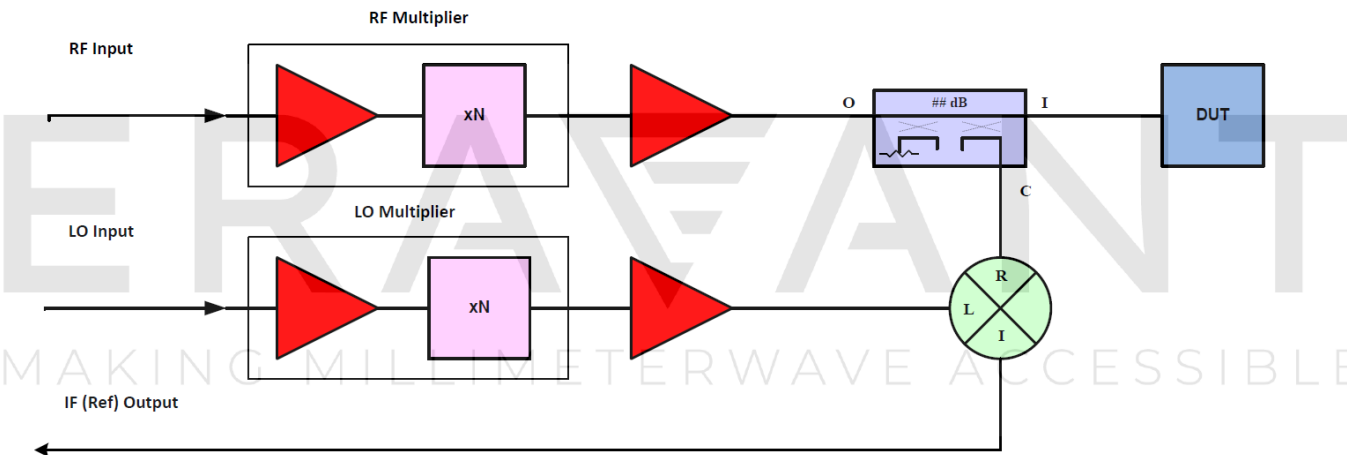 RF Multiplier
RF Input
xN
O
## dB
I
DUT
C
LO Multiplier
LO Input
xN
R
L
I
IF (Ref) Output
ERAVANT
MAKING MILLIMETERWAVE ACCESSIBLE